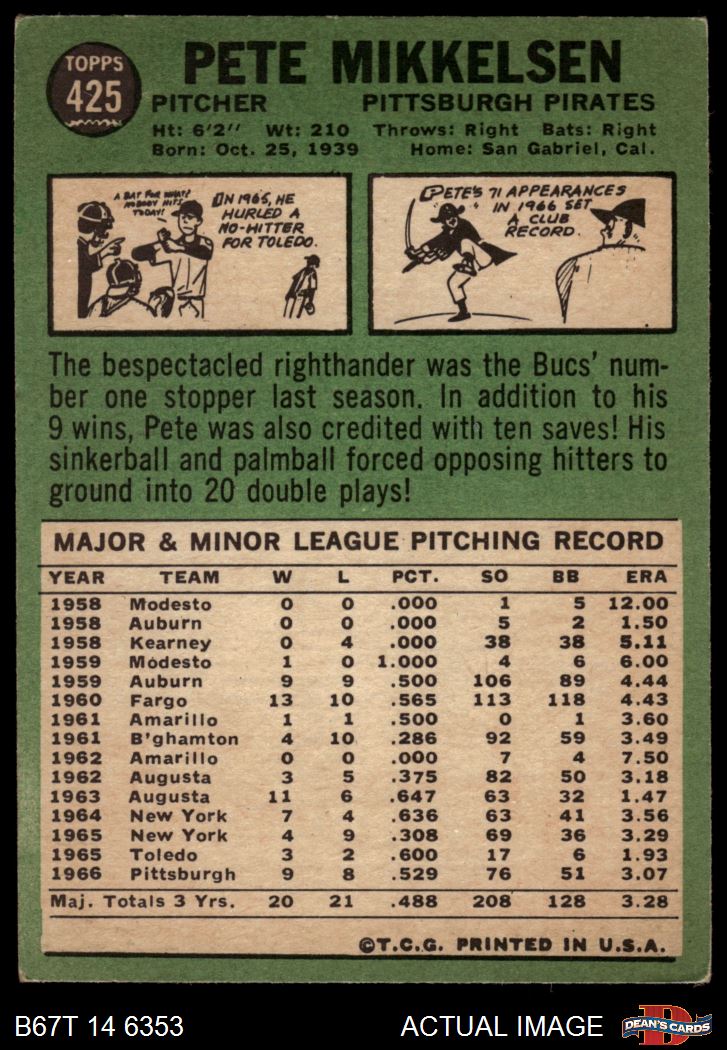 TOPPS
425
PETE MIKKELSEN
PITCHER PITTSBURGH PIRATES
Ht: 6'2" Wt: 210 Throws: Right Bats: Right
Born: Oct. 25, 1939 Home: San Gabriel, Cal.
A BAT FOR WHAT?
NOBODY HITS
TODAY!
IN 1965, HE
HURLED A
NO-HITTER
FOR TOLEDO.
PETE'S 71 APPEARANCES
IN 1966 SET
A CLUB
RECORD.
The bespectacled righthander was the Bucs' num-
ber one stopper last season. In addition to his
9 wins, Pete was also credited with ten saves! His
sinkerball and palmball forced opposing hitters to
ground into 20 double plays!
MAJOR & MINOR LEAGUE PITCHING RECORD
YEAR TEAM W L PCT. SO BB ERA
1958 Modesto 0 0 .000 1 5 12.00
1958 Auburn 0 0 .000 5 2 1.50
1958 Kearney 0 4 .000 38 38 5.11
1959 Modesto 1 0 1.000 4 6 6.00
1959 Auburn 9 9 .500 106 89 4.44
1960 Fargo 13 10 .565 113 118 4.43
1961 Amarillo 1 1 .500 0 1 3.60
1961 B'ghamton 4 10 .286 92 59 3.49
1962 Amarillo 0 0 .000 7 4 7.50
1962 Augusta 3 5 .375 82 50 3.18
1963 Augusta 11 6 .647 63 32 1.47
1964 New York 7 4 .636 63 41 3.56
1965 New York 4 9 .308 69 36 3.29
1965 Toledo 3 2 .600 17 6 1.93
1966 Pittsburgh 9 8 .529 76 51 3.07
Maj. Totals 3 Yrs. 20 21 .488 208 128 3.28
©T.C.G. PRINTED IN U.S.A.
B67T 14 6353 ACTUAL IMAGE
D
DEAN'S CARDS